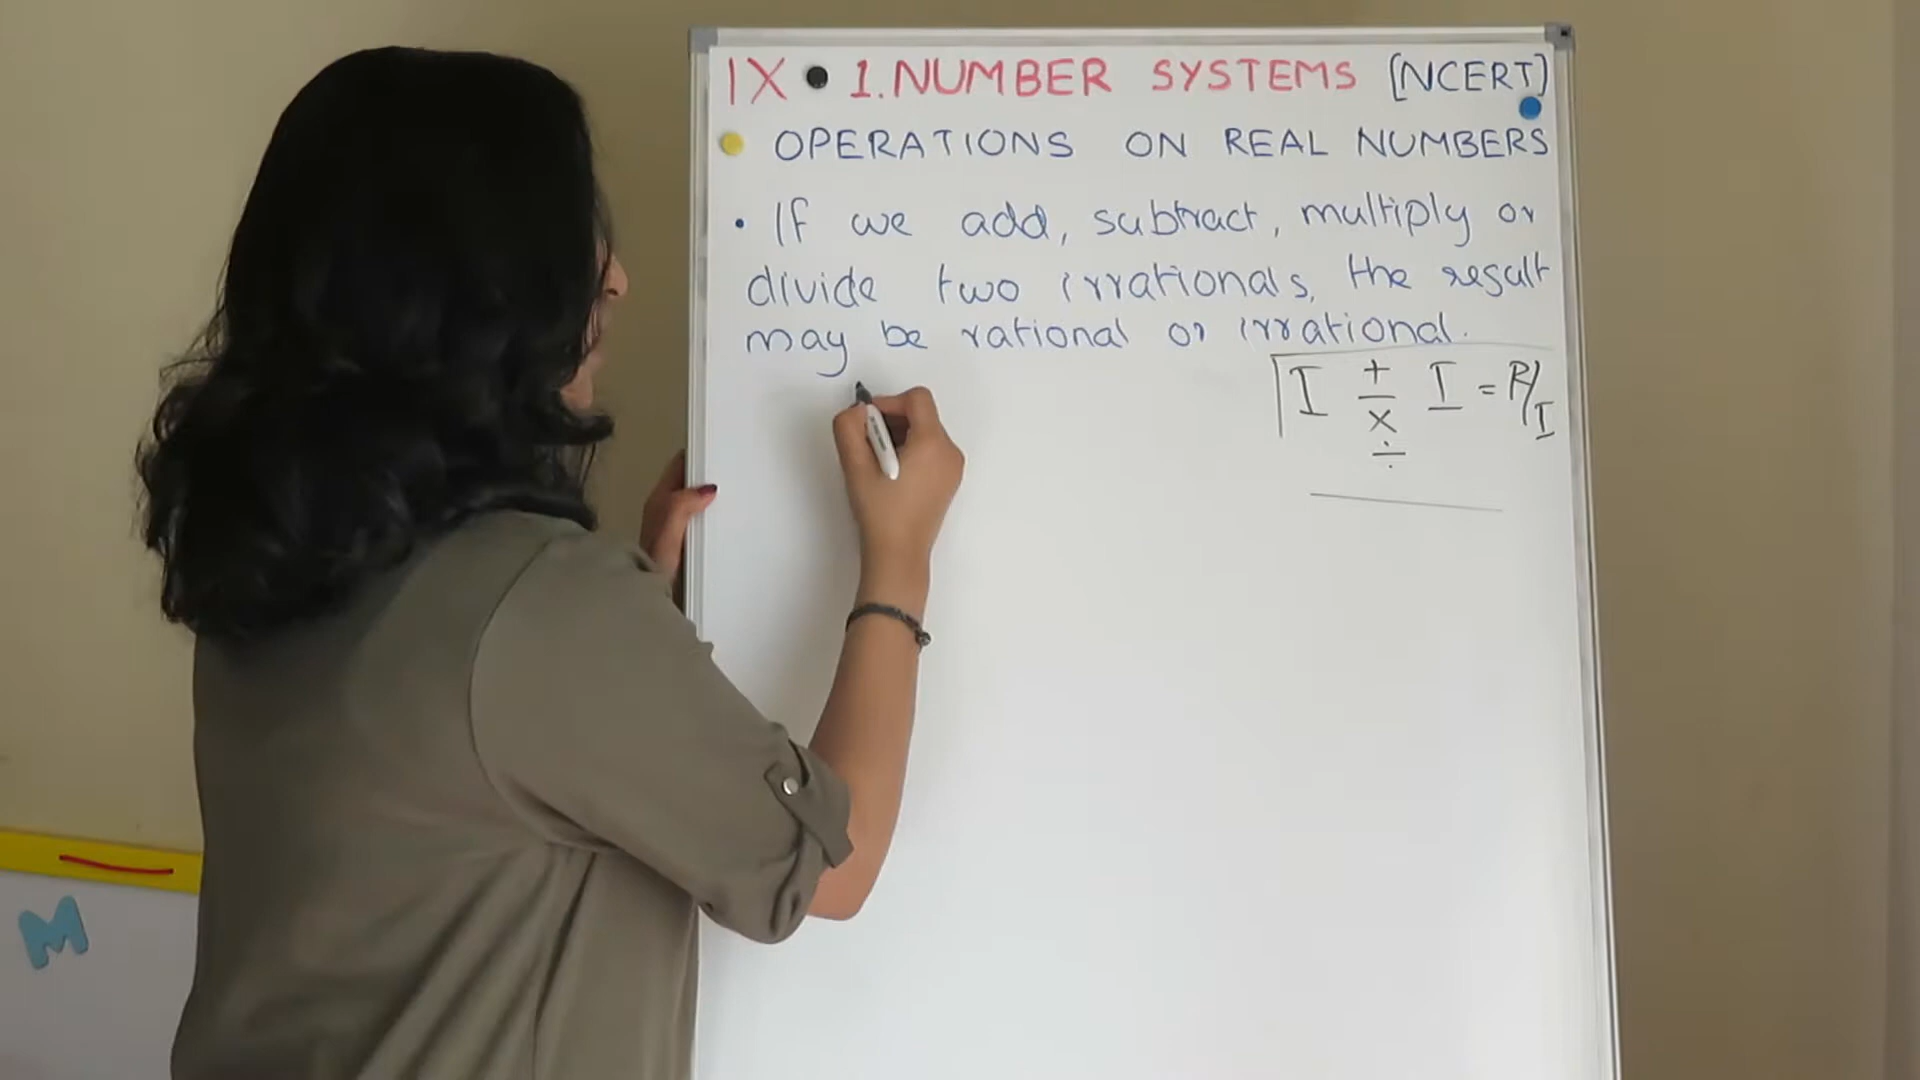 IX • 1. NUMBER SYSTEMS [NCERT]
OPERATIONS ON REAL NUMBERS
• If we add, subtract, multiply or
divide two irrationals, the result
may be rational or irrational.
I + I = R/I
−
×
÷
M